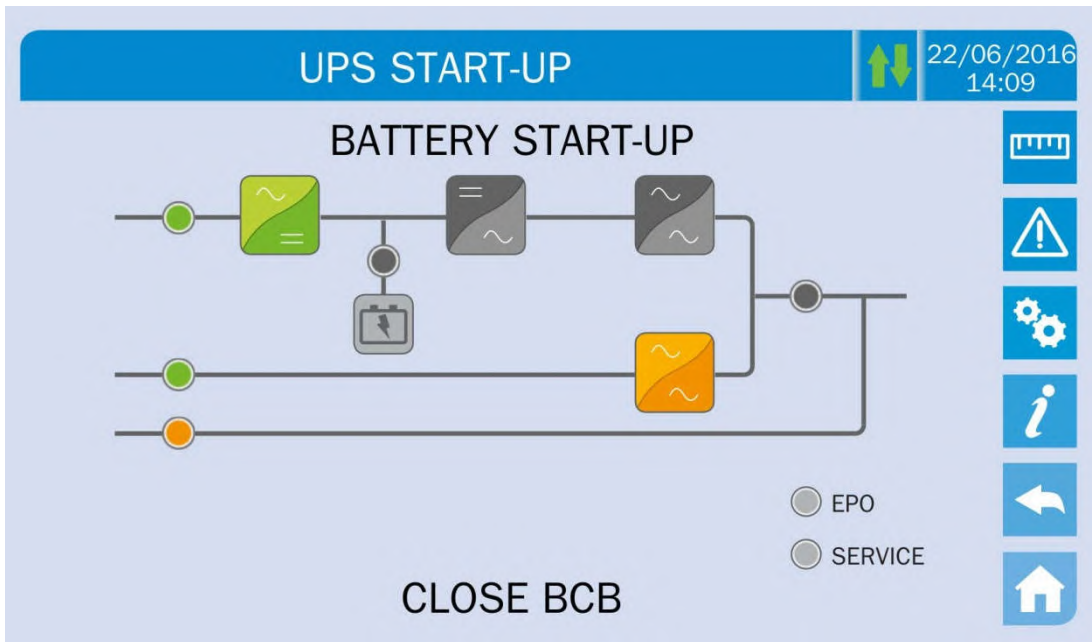 UPS START-UP
22/06/2016
14:09
BATTERY START-UP
EPO
SERVICE
CLOSE BCB